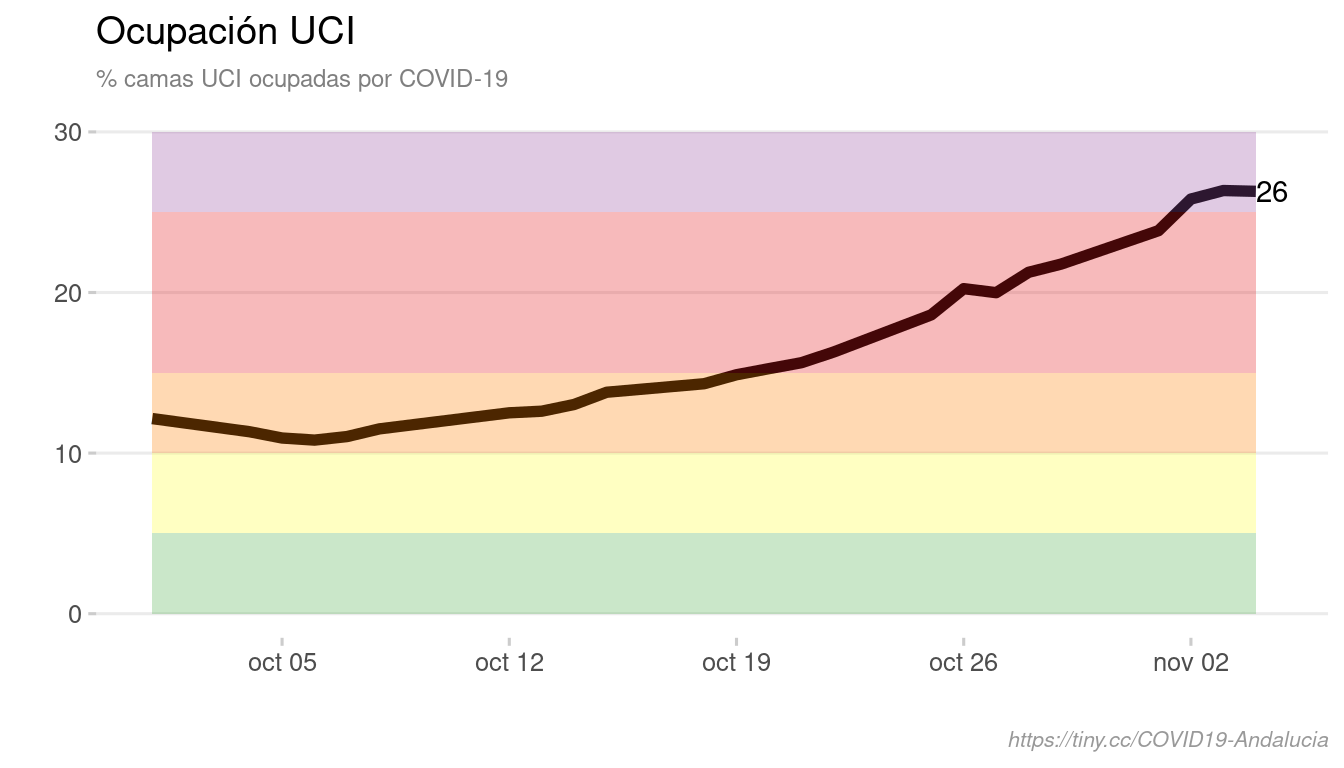 Ocupación UCI
% camas UCI ocupadas por COVID-19
30
20
10
0
26
oct 05
oct 12
oct 19
oct 26
nov 02
https://tiny.cc/COVID19-Andalucia